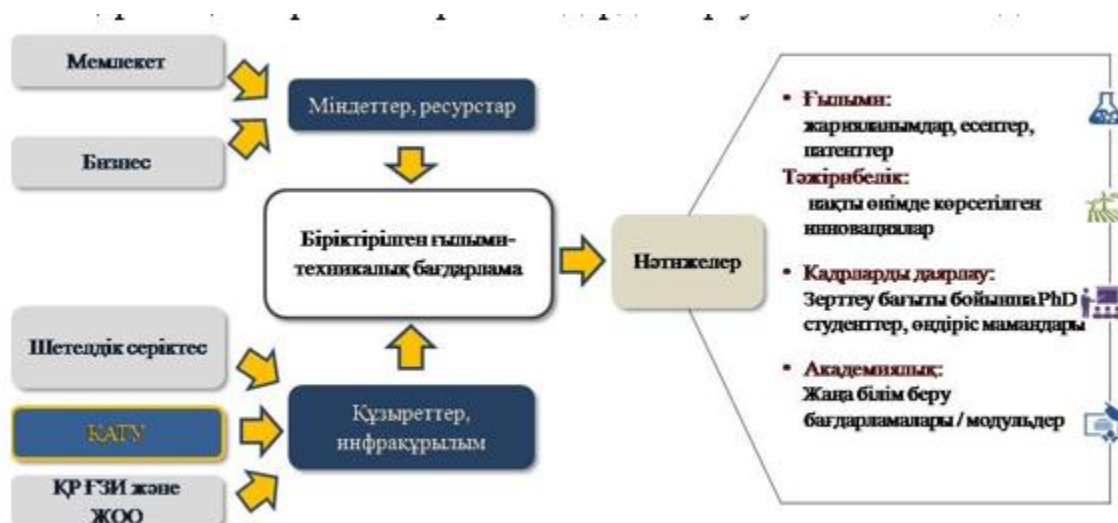 Мемлекет
Бизнес
Міндеттер, ресурстар
Біріктірілген ғылыми-
техникалық бағдарлама
Шетелдік серіктес
ҚАТУ
ҚР ҒЗИ және
ЖОО
Құзыреттер,
инфрақұрылым
Нәтижелер
• Ғылыми:
жарияланымдар, есептер,
патенттер
Тәжірибелік:
нақты өнімде көрсетілген
инновациялар
• Кадрларды даярлау:
Зерттеу бағыты бойынша PhD
студенттер, өндіріс мамандары
• Академиялық:
Жаңа білім беру
бағдарламалары / модульдер